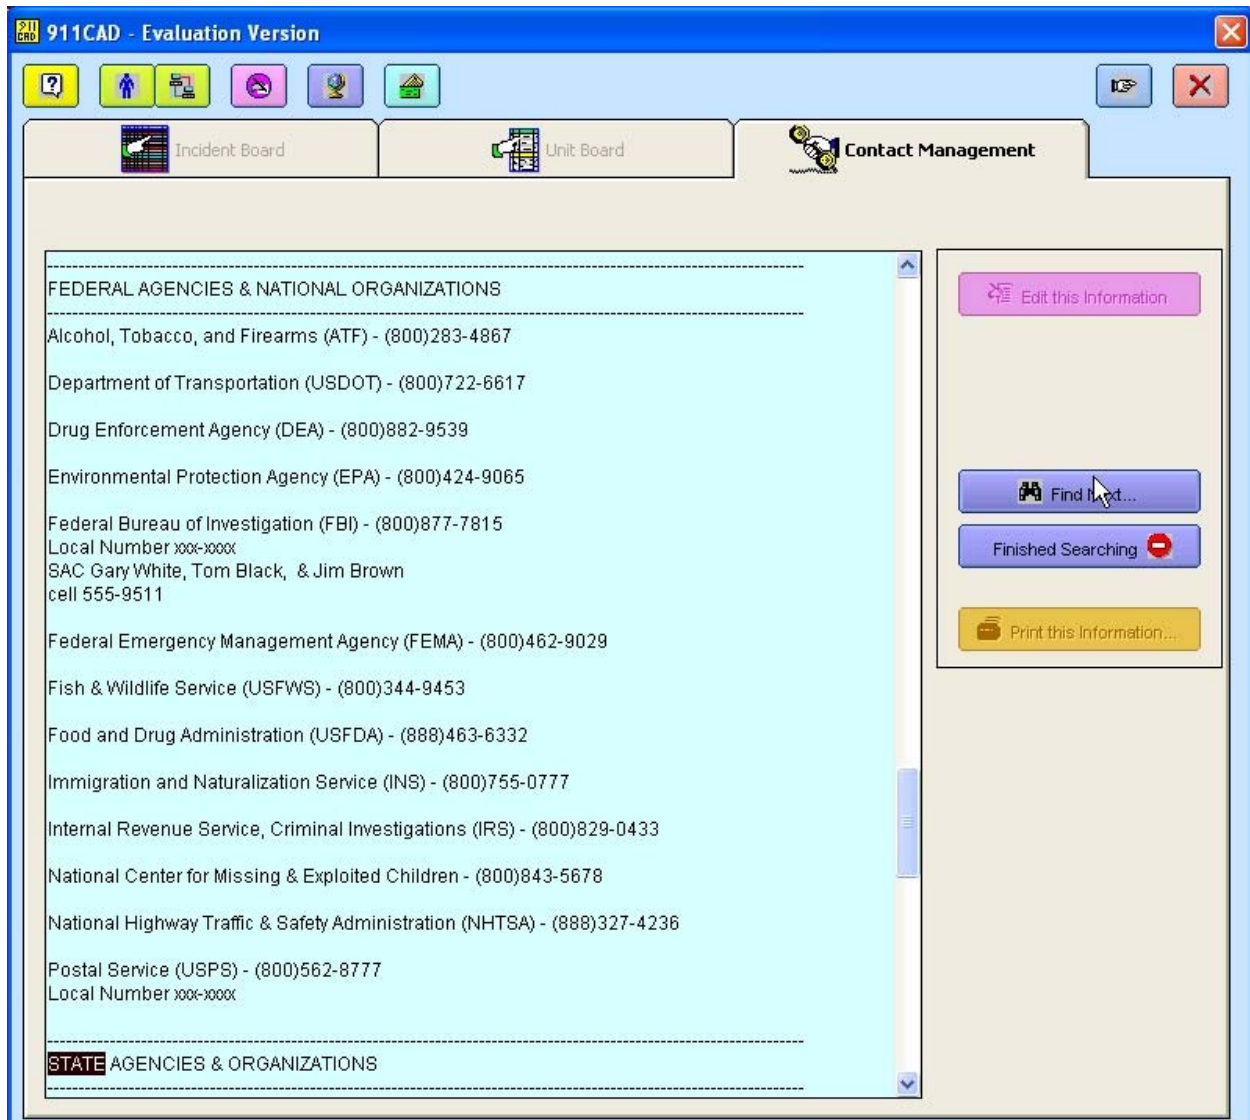 911CAD - Evaluation Version
Incident Board
Unit Board
Contact Management
FEDERAL AGENCIES & NATIONAL ORGANIZATIONS
Alcohol, Tobacco, and Firearms (ATF) - (800)283-4867
Department of Transportation (USDOT) - (800)722-6617
Drug Enforcement Agency (DEA) - (800)882-9539
Environmental Protection Agency (EPA) - (800)424-9065
Federal Bureau of Investigation (FBI) - (800)877-7815
Local Number xxx-xxxx
SAC Gary White, Tom Black,  & Jim Brown
cell 555-9511
Federal Emergency Management Agency (FEMA) - (800)462-9029
Fish & Wildlife Service (USFWS) - (800)344-9453
Food and Drug Administration (USFDA) - (888)463-6332
Immigration and Naturalization Service (INS) - (800)755-0777
Internal Revenue Service, Criminal Investigations (IRS) - (800)829-0433
National Center for Missing & Exploited Children - (800)843-5678
National Highway Traffic & Safety Administration (NHTSA) - (888)327-4236
Postal Service (USPS) - (800)562-8777
Local Number xxx-xxxx
STATE AGENCIES & ORGANIZATIONS
Edit this Information
Find Next...
Finished Searching
Print this Information...